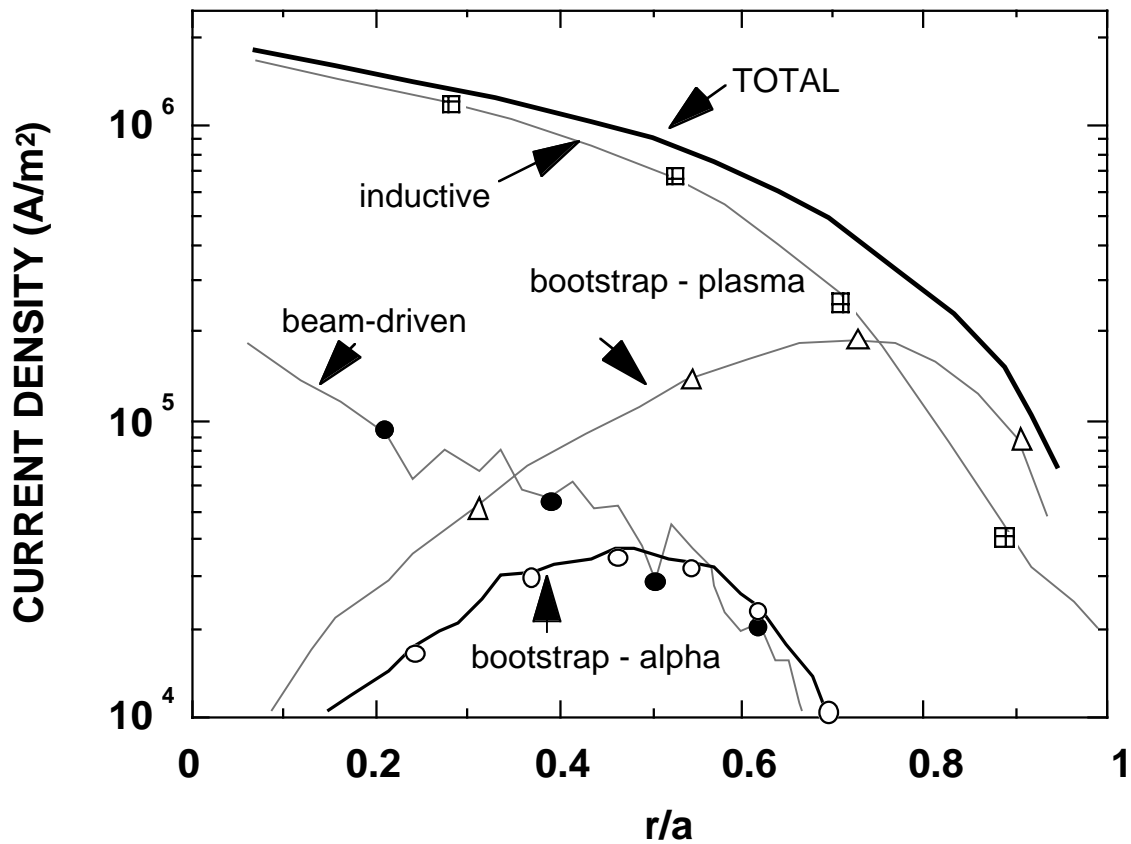 CURRENT DENSITY (A/m²)
10⁶
10⁵
10⁴
TOTAL
inductive
bootstrap - plasma
beam-driven
bootstrap - alpha
0 0.2 0.4 0.6 0.8 1
r/a